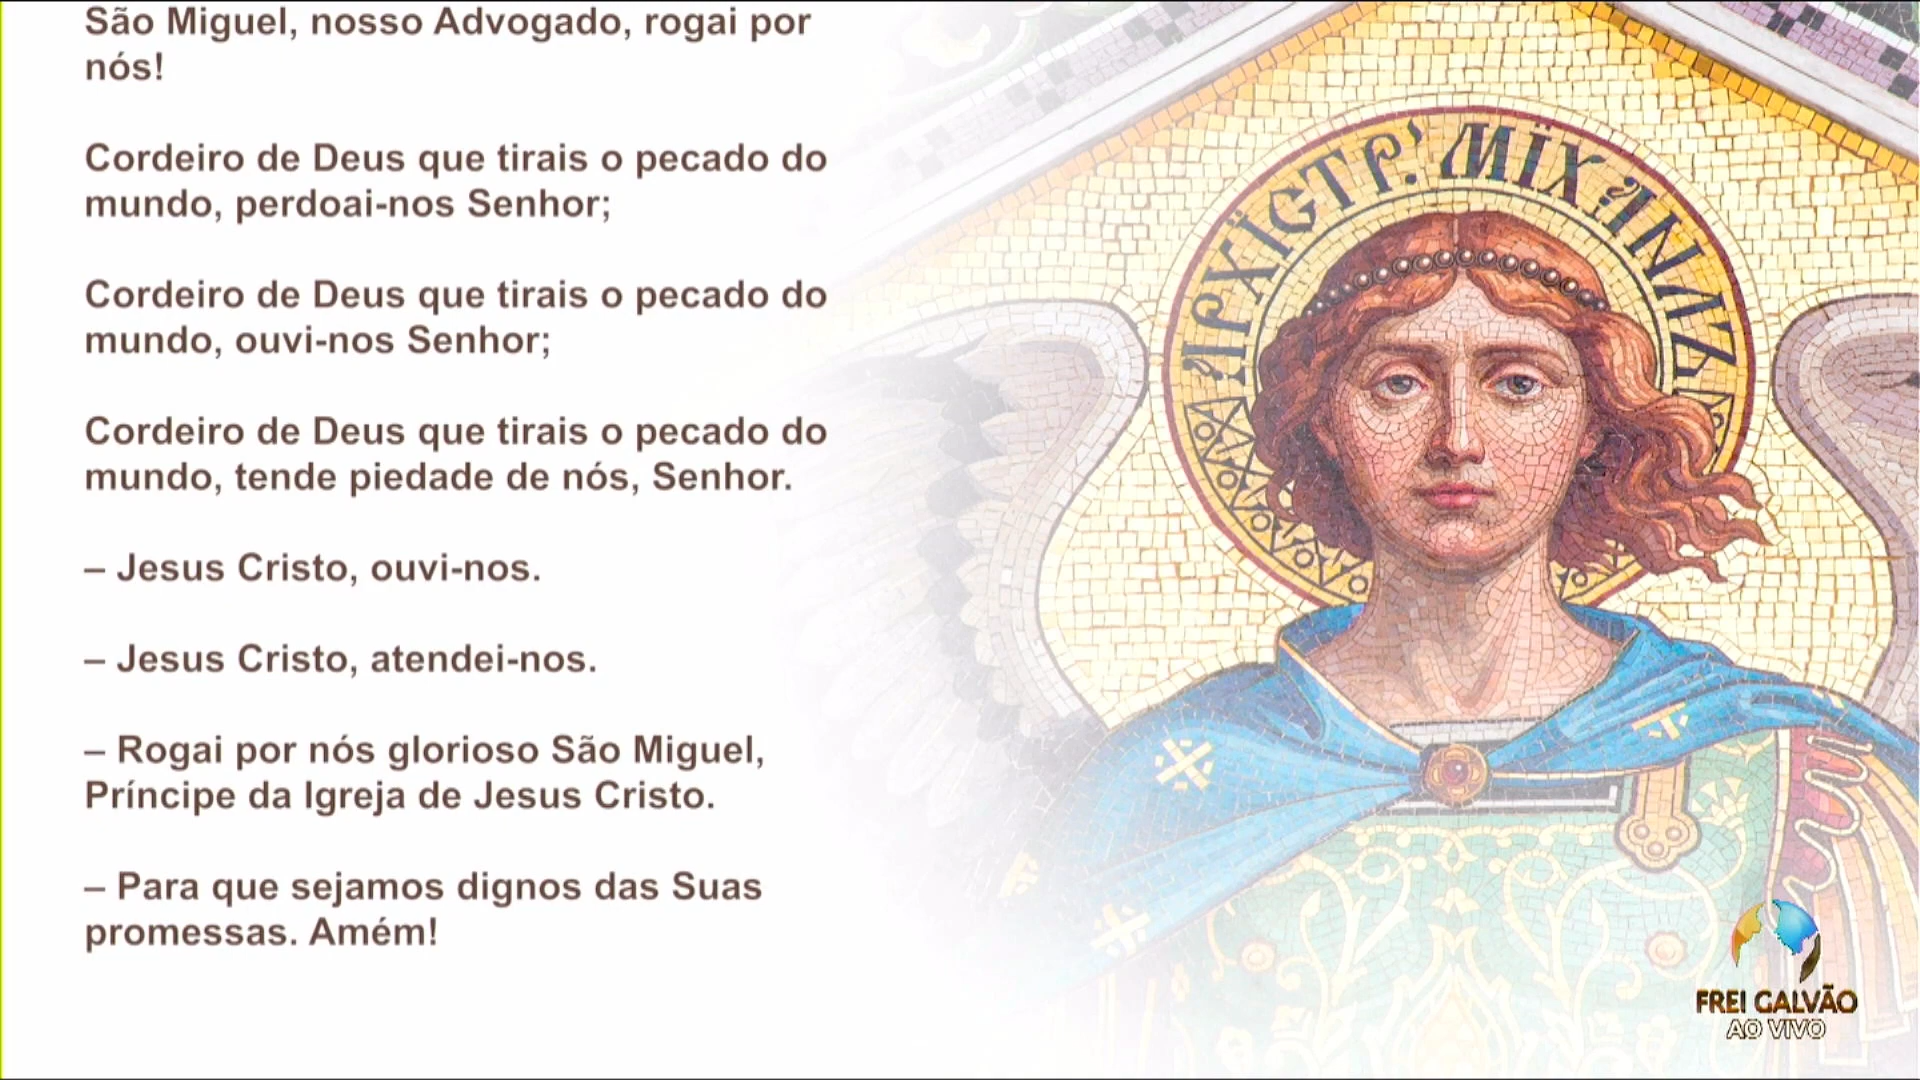 São Miguel, nosso Advogado, rogai por
nós!
Cordeiro de Deus que tirais o pecado do
mundo, perdoai-nos Senhor;
Cordeiro de Deus que tirais o pecado do
mundo, ouvi-nos Senhor;
Cordeiro de Deus que tirais o pecado do
mundo, tende piedade de nós, Senhor.
– Jesus Cristo, ouvi-nos.
– Jesus Cristo, atendei-nos.
– Rogai por nós glorioso São Miguel,
Príncipe da Igreja de Jesus Cristo.
– Para que sejamos dignos das Suas
promessas. Amém!
FREI GALVÃO
AO VIVO